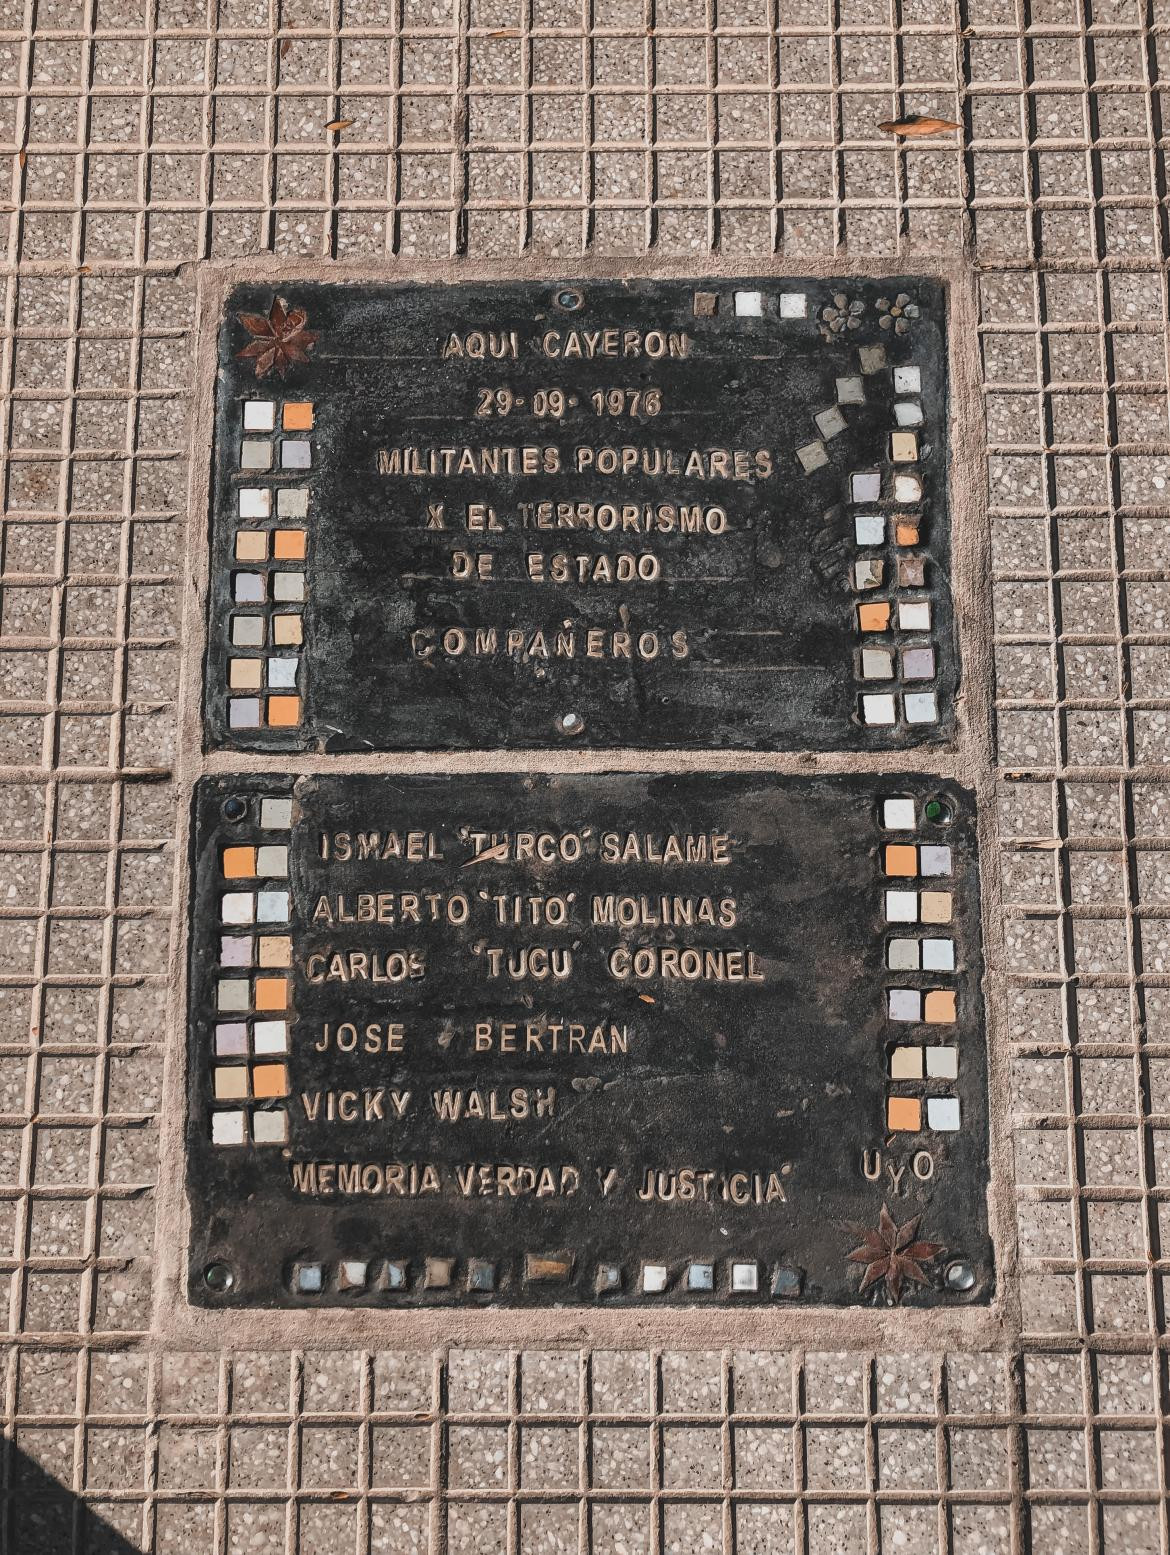 AQUI CAYERON
29-09-1976
MILITANTES POPULARES
X EL TERRORISMO
DE ESTADO
COMPAÑEROS
ISMAEL 'TURCO' SALAME
ALBERTO 'TITO' MOLINAS
CARLOS 'TUCU' CORONEL
JOSE BERTRAN
VICKY WALSH
MEMORIA VERDAD Y JUSTICIA
UyO